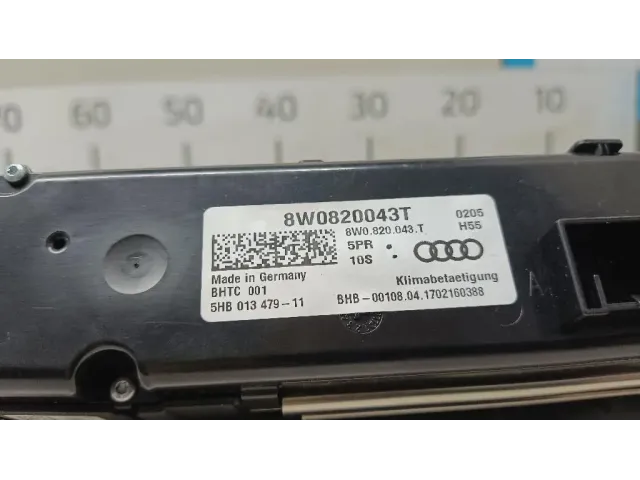 70 60 50 40 30 20 10
8W0820043T 0205
8W0.820.043.T H55
5PR
10S
Made in Germany Klimabetaetigung
BHTC 001
5HB 013 479-11 BHB-00108.04.1702160388
A